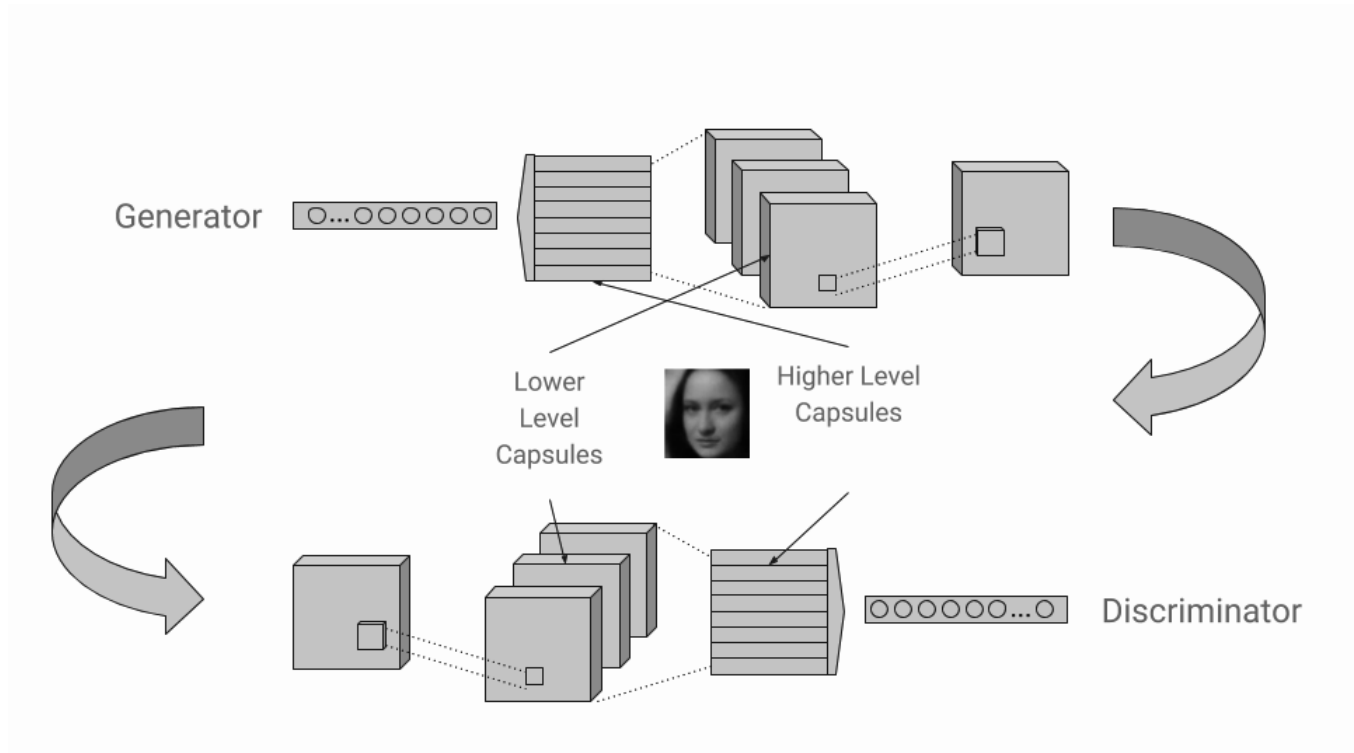 Generator
Lower
Level
Capsules
Higher Level
Capsules
Discriminator